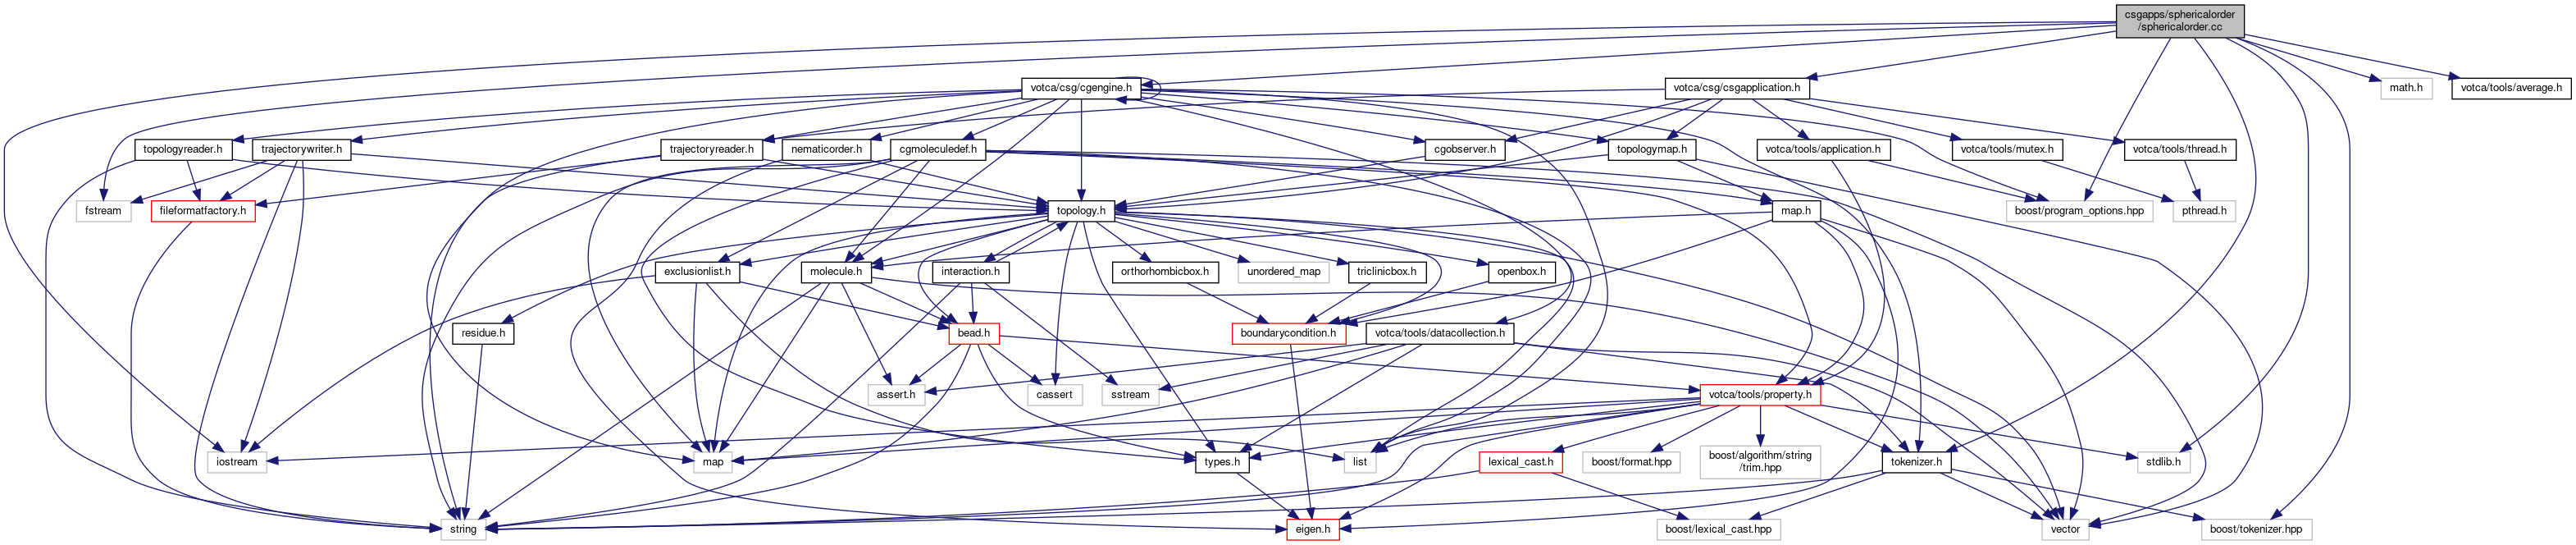 csgapps/sphericalorder
/sphericalorder.cc
votca/csg/cgengine.h
votca/csg/csgapplication.h
math.h
votca/tools/average.h
topologyreader.h
trajectorywriter.h
trajectoryreader.h
nematicorder.h
cgmoleculedef.h
cgobserver.h
topologymap.h
votca/tools/application.h
votca/tools/mutex.h
votca/tools/thread.h
fstream
fileformatfactory.h
topology.h
map.h
boost/program_options.hpp
pthread.h
exclusionlist.h
molecule.h
interaction.h
orthorhombicbox.h
unordered_map
triclinicbox.h
openbox.h
residue.h
bead.h
boundarycondition.h
votca/tools/datacollection.h
assert.h
cassert
sstream
votca/tools/property.h
iostream
map
types.h
list
lexical_cast.h
boost/format.hpp
boost/algorithm/string
/trim.hpp
tokenizer.h
stdlib.h
string
eigen.h
boost/lexical_cast.hpp
vector
boost/tokenizer.hpp